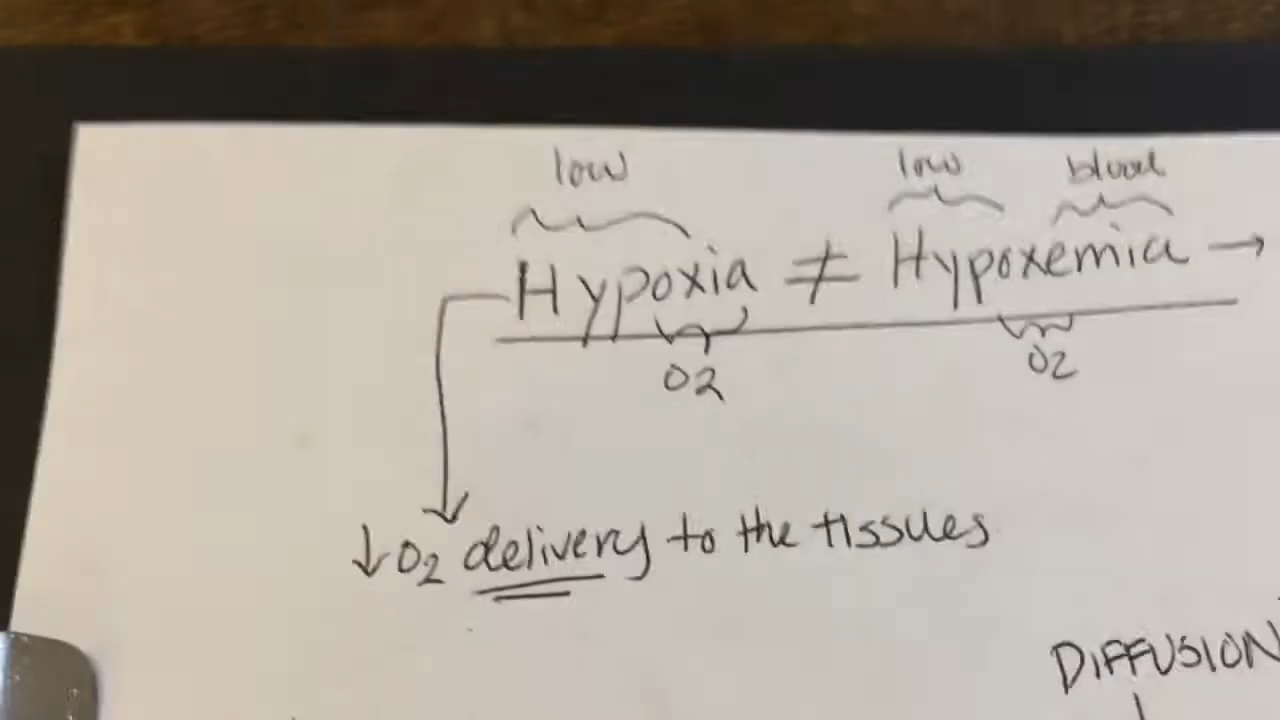 low low blood
Hypoxia ≠ Hypoxemia →
O2 O2
↓O2 delivery to the tissues
DIFFUSION